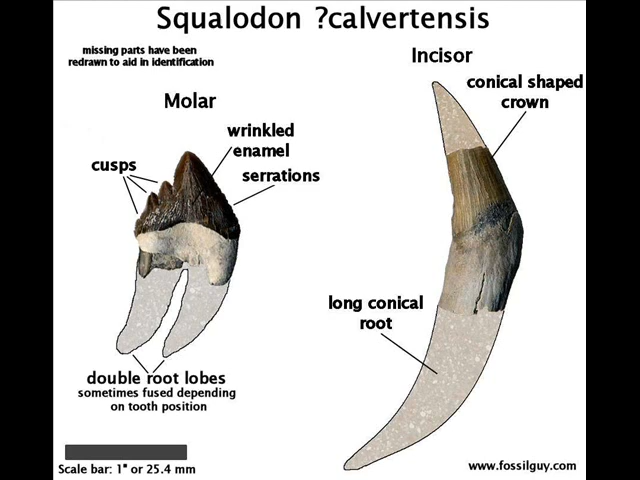 Squalodon ?calvertensis
missing parts have been
redrawn to aid in identification
Incisor
conical shaped
crown
Molar
wrinkled
enamel
cusps
serrations
long conical
root
double root lobes
sometimes fused depending
on tooth position
Scale bar: 1" or 25.4 mm
www.fossilguy.com